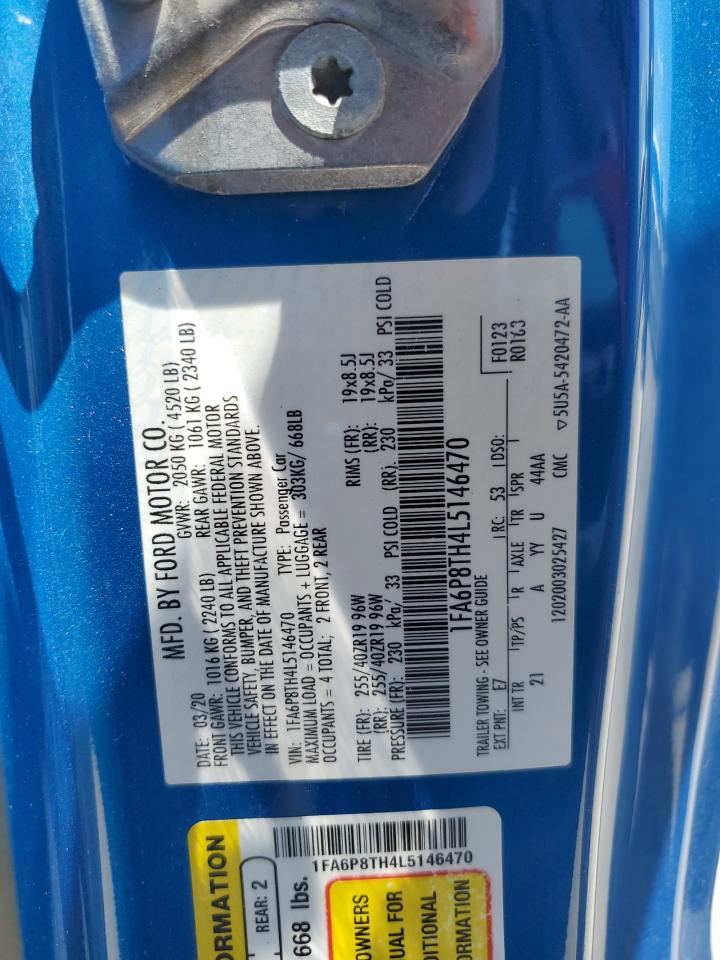 MFD. BY FORD MOTOR CO.
DATE: 03/20 GVWR: 2050 KG ( 4520 LB)
FRONT GAWR: 1016 KG (2240 LB) REAR GAWR: 1061 KG ( 2340 LB)
THIS VEHICLE CONFORMS TO ALL APPLICABLE FEDERAL MOTOR
VEHICLE SAFETY, BUMPER, AND THEFT PREVENTION STANDARDS
IN EFFECT ON THE DATE OF MANUFACTURE SHOWN ABOVE.
VIN: 1FA6P8TH4L5146470 TYPE: Passenger Car
MAXIMUM LOAD = OCCUPANTS + LUGGAGE = 303KG/ 668LB
OCCUPANTS = 4 TOTAL; 2 FRONT, 2 REAR
TIRE (FR): 255/40ZR19 96W RIMS (FR): 19x8.5J
(RR): 255/40ZR19 96W (RR): 19x8.5J
PRESSURE (FR): 230 kPa/ 33 PSI COLD (RR): 230 kPa/ 33 PSI COLD
1FA6P8TH4L5146470
TRAILER TOWING - SEE OWNER GUIDE F0123
EXT PNT: E7 RC: 53 DSO: R0163
INT TR TP/PS R AXLE TR SPR
21 A YY U 44AA
1202003025427 CMC ▽5U5A-5420472-AA
ORMATION
REAR: 2
668 lbs.
1FA6P8TH4L5146470
OWNERS
UAL FOR
DITIONAL
ORMATION